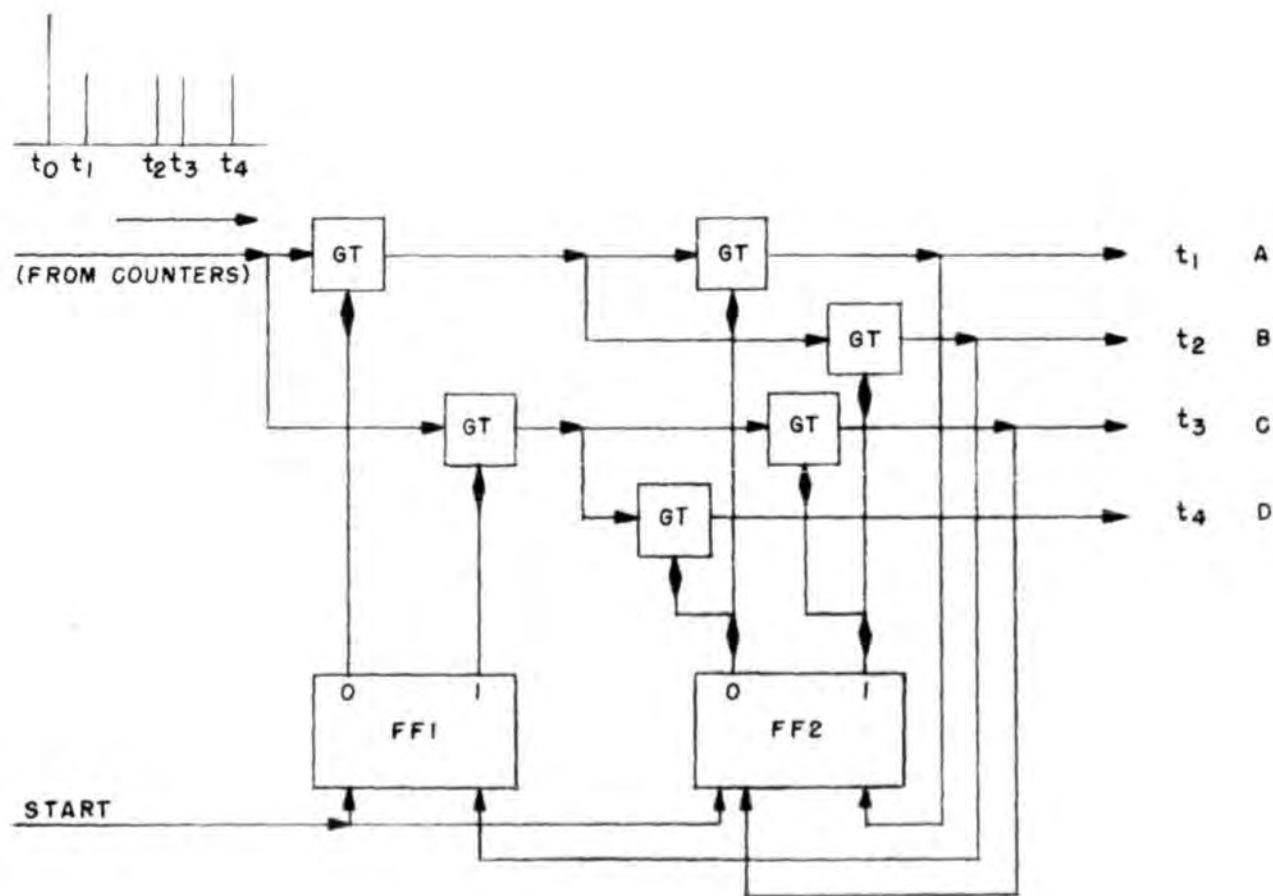 t0 t1 t2 t3 t4
(FROM COUNTERS)
GT GT t1 A
GT t2 B
GT GT t3 C
GT t4 D
0 1 0 1
FF1 FF2
START